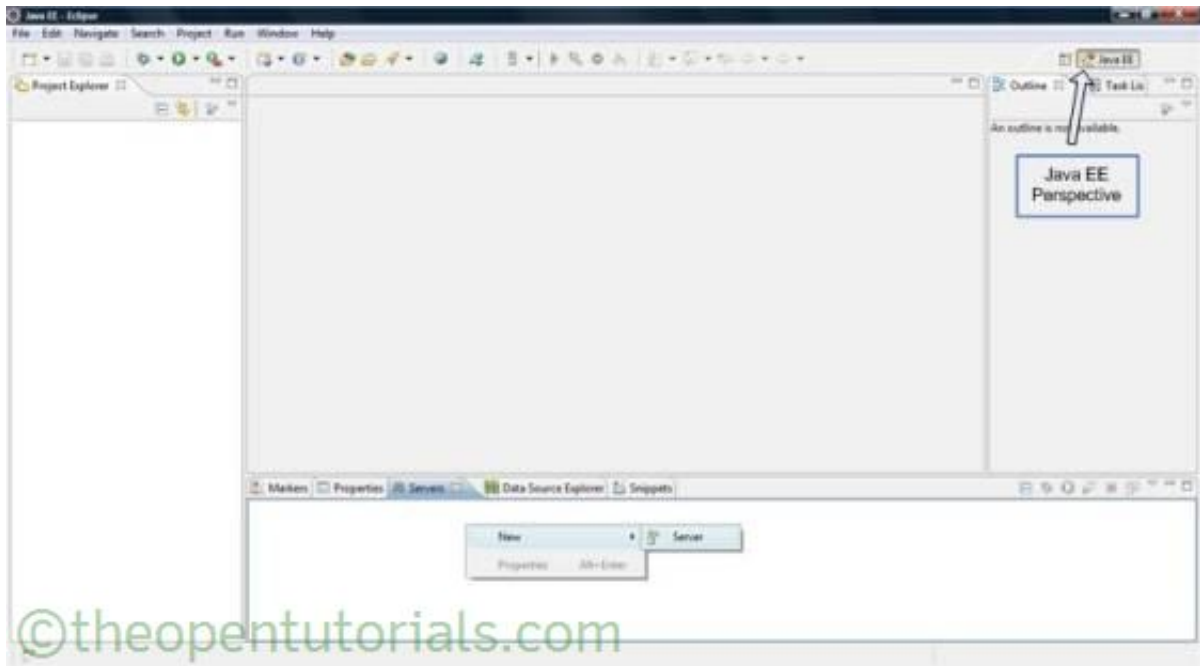 Java EE - Eclipse
File Edit Navigate Search Project Run Window Help
Java EE
Project Explorer
Outline Task Lis
An outline is not available.
Java EE
Perspective
Markers Properties Servers Data Source Explorer Snippets
New Server
Properties Alt+Enter
©theopentutorials.com